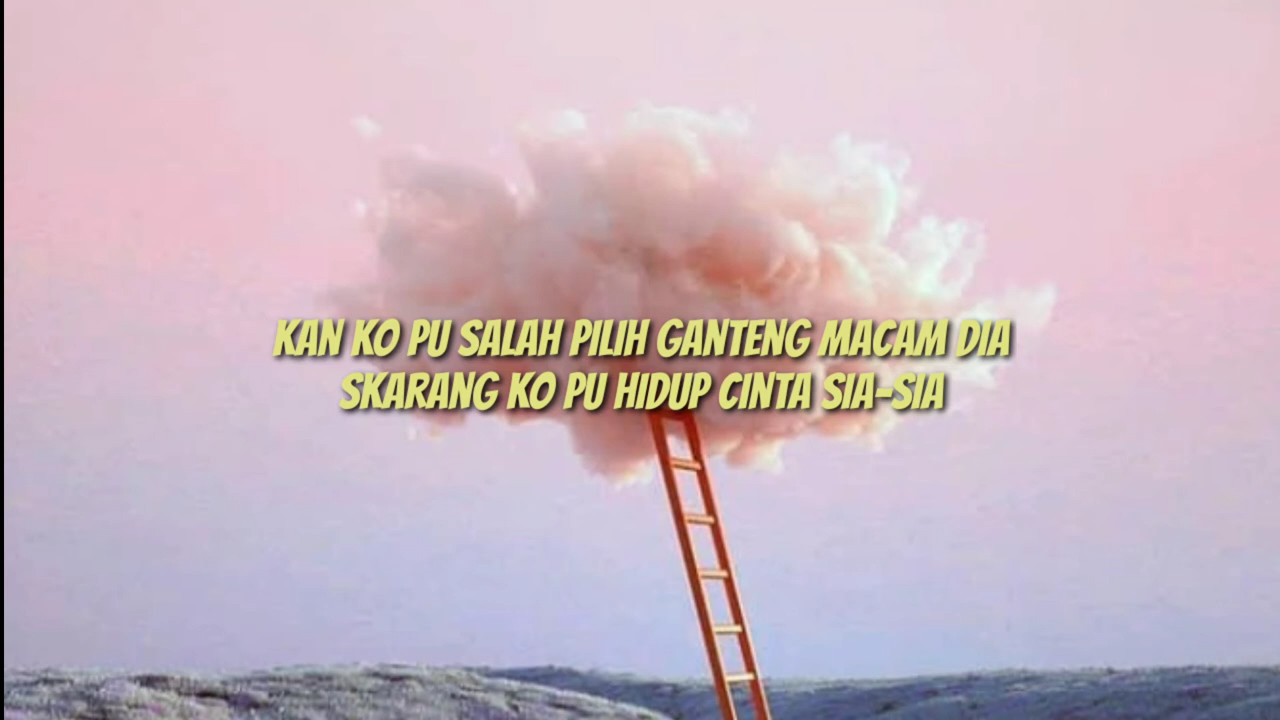 KAN KO PU SALAH PILIH GANTENG MACAM DIA
SKARANG KO PU HIDUP CINTA SIA-SIA